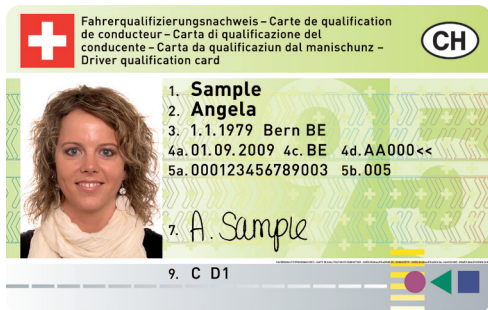 Fahrerqualifizierungsnachweis – Carte de qualification
de conducteur – Carta di qualificazione del
conducente – Carta da qualificaziun dal manischunz –
Driver qualification card
CH
1. Sample
2. Angela
3. 1.1.1979 Bern BE
4a. 01.09.2009 4c. BE 4d. AA000<<
5a. 000123456789003 5b. 005
7. A. Sample
9. C D1